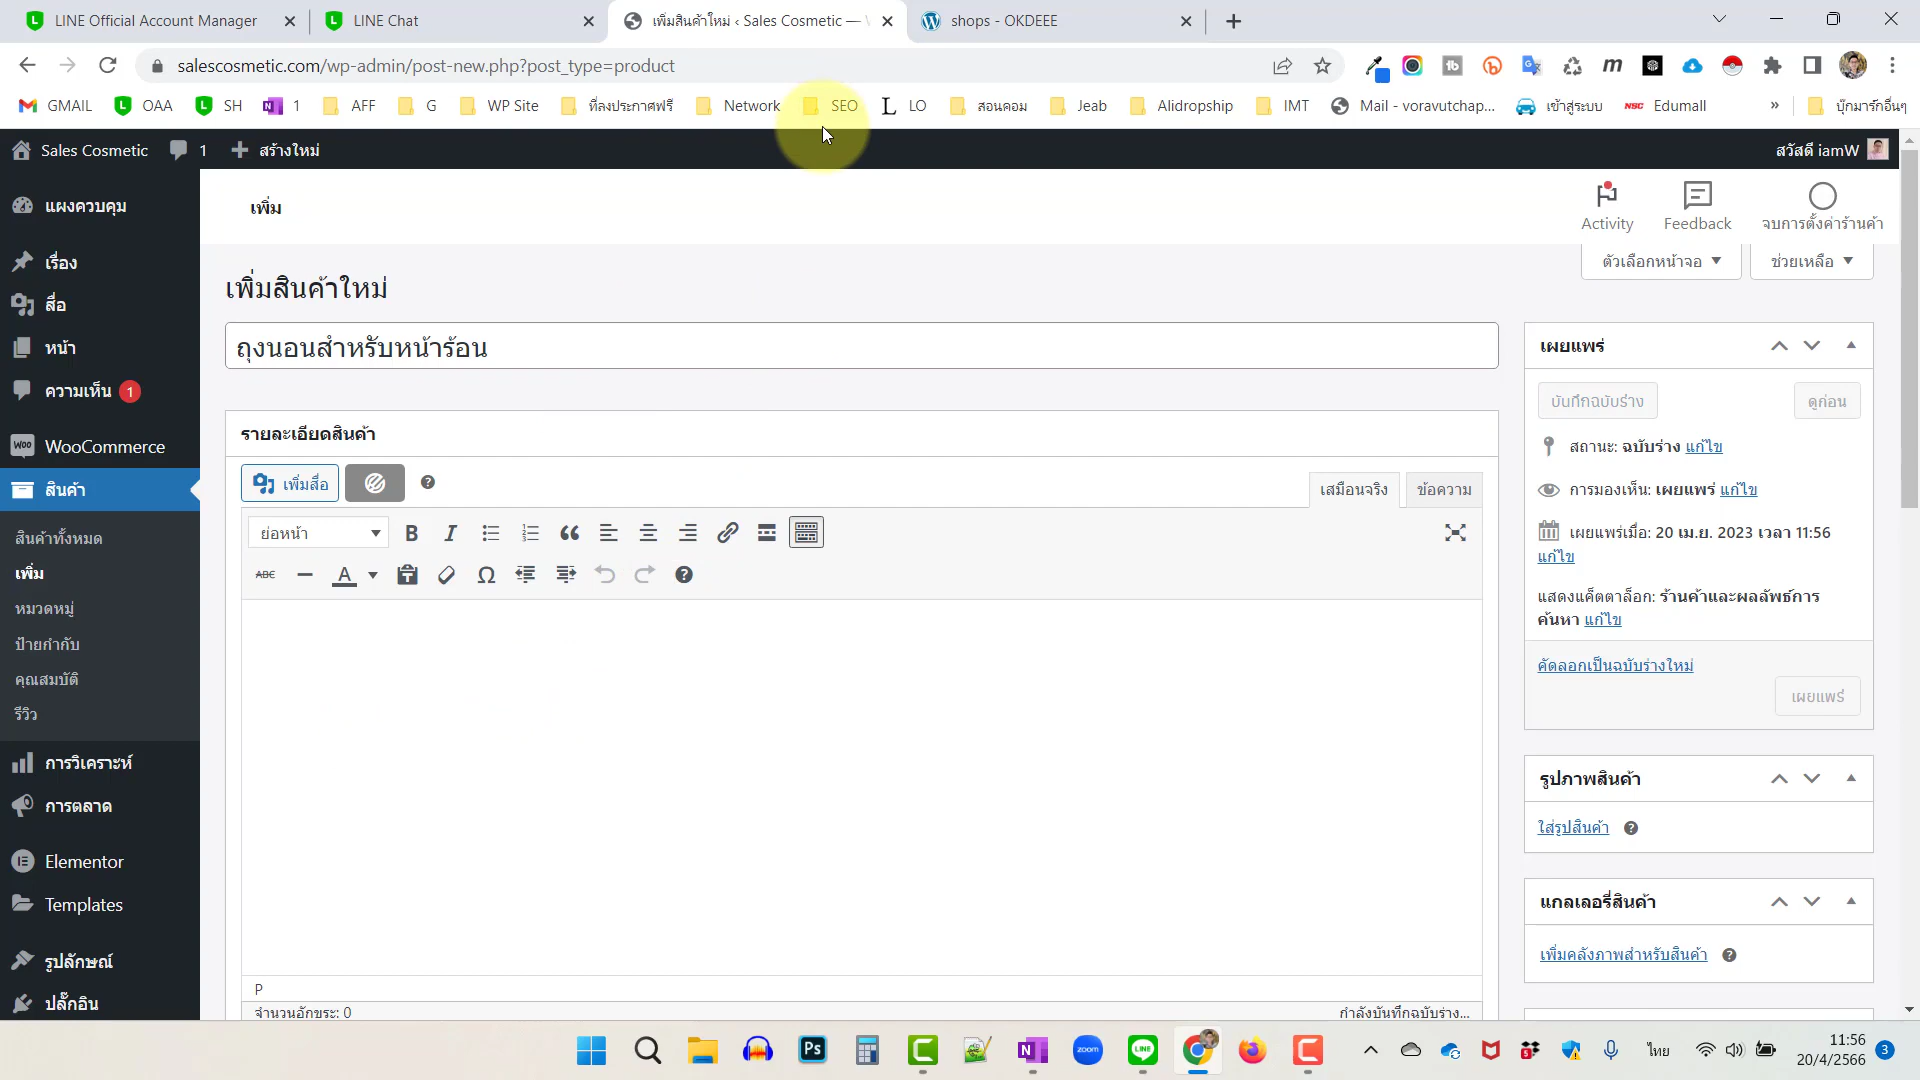 LINE Official Account Manager
LINE Chat
เพิ่มสินค้าใหม่ ‹ Sales Cosmetic —
shops - OKDEEE
salescosmetic.com/wp-admin/post-new.php?post_type=product
GMAIL
OAA
SH
1
AFF
G
WP Site
ที่ลงประกาศฟรี
Network
SEO
LO
สอนคอม
Jeab
Alidropship
IMT
Mail - voravutchap...
เข้าสู่ระบบ
NSC
Edumall
»
บุ๊กมาร์กอื่นๆ
Sales Cosmetic
1
สร้างใหม่
สวัสดี iamW
แผงควบคุม
เรื่อง
สื่อ
หน้า
ความเห็น 1
WooCommerce
สินค้า
สินค้าทั้งหมด
เพิ่ม
หมวดหมู่
ป้ายกำกับ
คุณสมบัติ
รีวิว
การวิเคราะห์
การตลาด
Elementor
Templates
รูปลักษณ์
ปลั๊กอิน
เพิ่ม
Activity
Feedback
จบการตั้งค่าร้านค้า
ตัวเลือกหน้าจอ
ช่วยเหลือ
เพิ่มสินค้าใหม่
ถุงนอนสำหรับหน้าร้อน
รายละเอียดสินค้า
เพิ่มสื่อ
เสมือนจริง
ข้อความ
ย่อหน้า
B
I
ABC
A
P
จำนวนอักขระ: 0
กำลังบันทึกฉบับร่าง...
เผยแพร่
บันทึกฉบับร่าง
ดูก่อน
สถานะ: ฉบับร่าง แก้ไข
การมองเห็น: เผยแพร่ แก้ไข
เผยแพร่เมื่อ: 20 เม.ย. 2023 เวลา 11:56
แก้ไข
แสดงแค็ตตาล็อก: ร้านค้าและผลลัพธ์การ
ค้นหา แก้ไข
คัดลอกเป็นฉบับร่างใหม่
เผยแพร่
รูปภาพสินค้า
ใส่รูปสินค้า
แกลเลอรี่สินค้า
เพิ่มคลังภาพสำหรับสินค้า
Ps
zoom
LINE
ไทย
11:56
20/4/2566
3